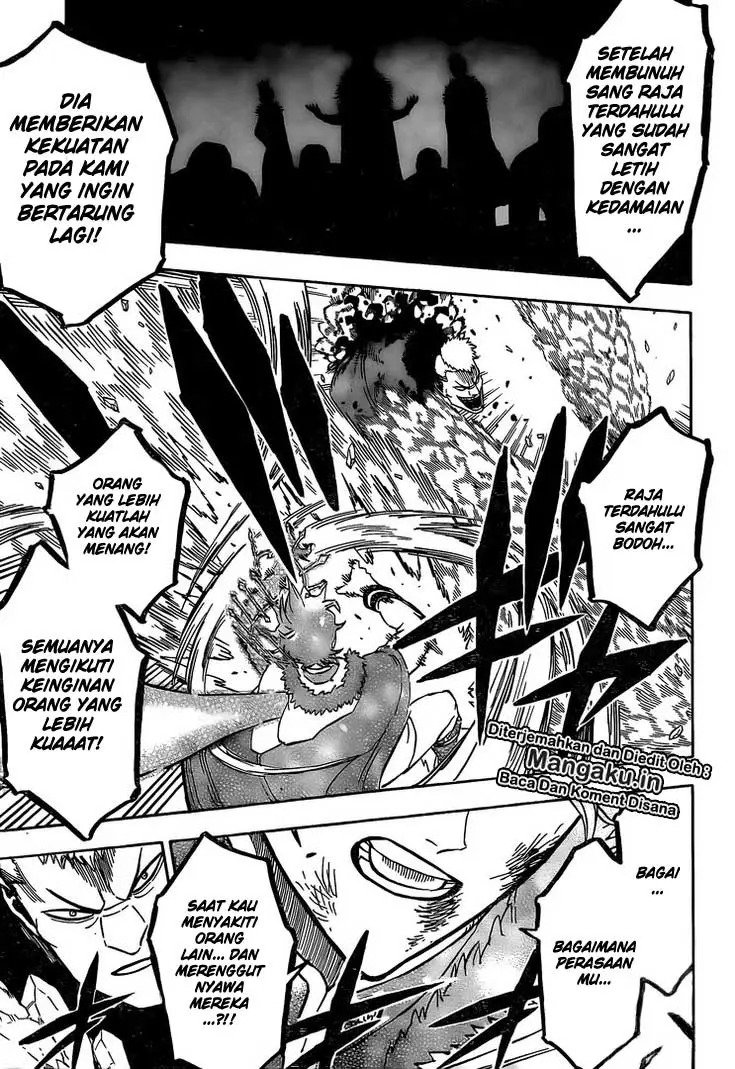 SETELAH
MEMBUNUH
SANG RAJA
TERDAHULU
YANG SUDAH
SANGAT
LETIH
DENGAN
KEDAMAIAN
...
DIA
MEMBERIKAN
KEKUATAN
PADA KAMI
YANG INGIN
BERTARUNG
LAGI!
RAJA
TERDAHULU
SANGAT
BODOH...
ORANG
YANG LEBIH
KUATLAH
YANG AKAN
MENANG!
SEMUANYA
MENGIKUTI
KEINGINAN
ORANG YANG
LEBIH
KUAAAT!
Diterjemahkan dan Diedit Oleh :
Mangaku.in
Baca Dan Koment Disana
BAGAI
...
BAGAIMANA
PERASAAN
MU...
SAAT KAU
MENYAKITI
ORANG
LAIN... DAN
MERENGGUT
NYAWA
MEREKA
...?!!